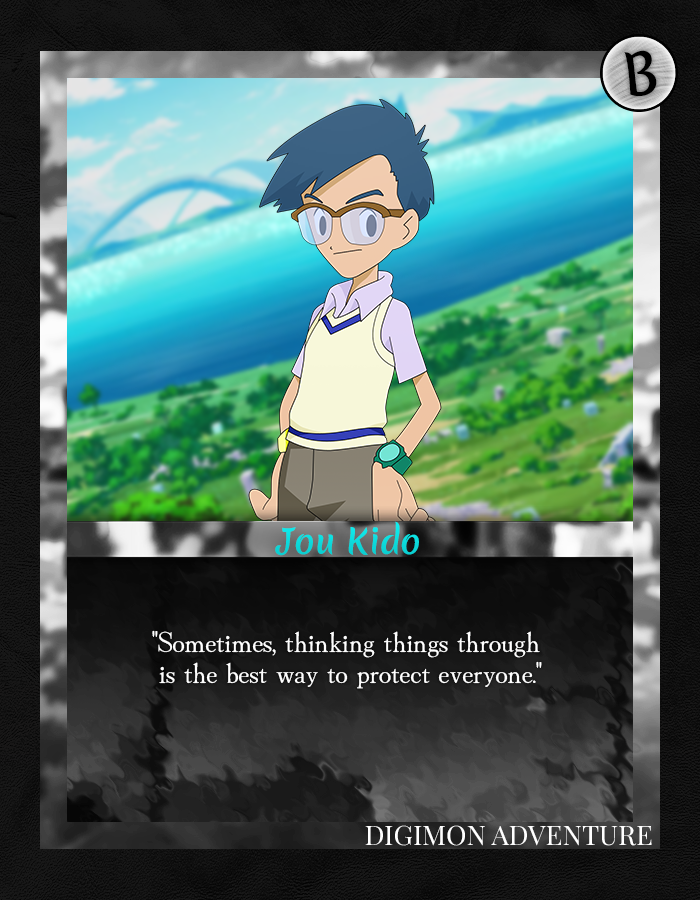 B
Jou Kido
"Sometimes, thinking things through
is the best way to protect everyone."
DIGIMON ADVENTURE